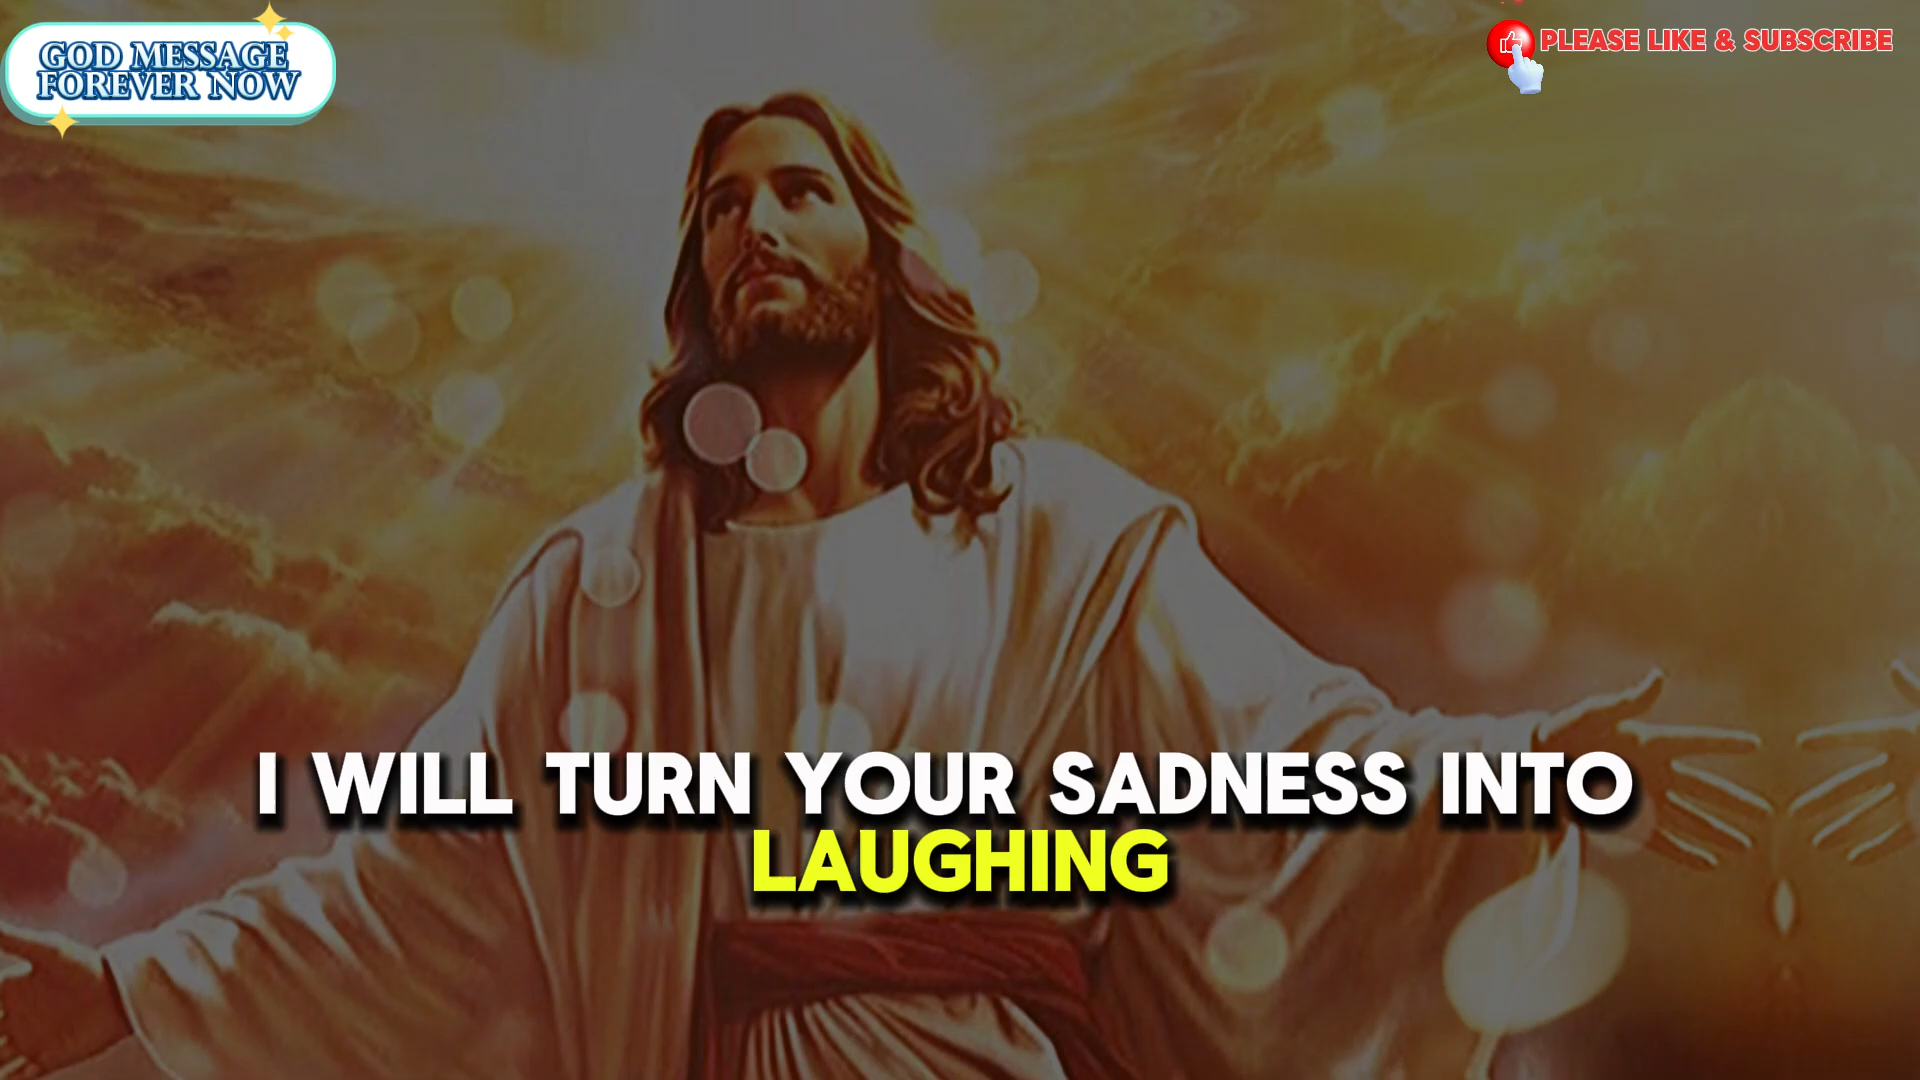 GOD MESSAGE
FOREVER NOW
PLEASE LIKE & SUBSCRIBE
I WILL TURN YOUR SADNESS INTO
LAUGHING